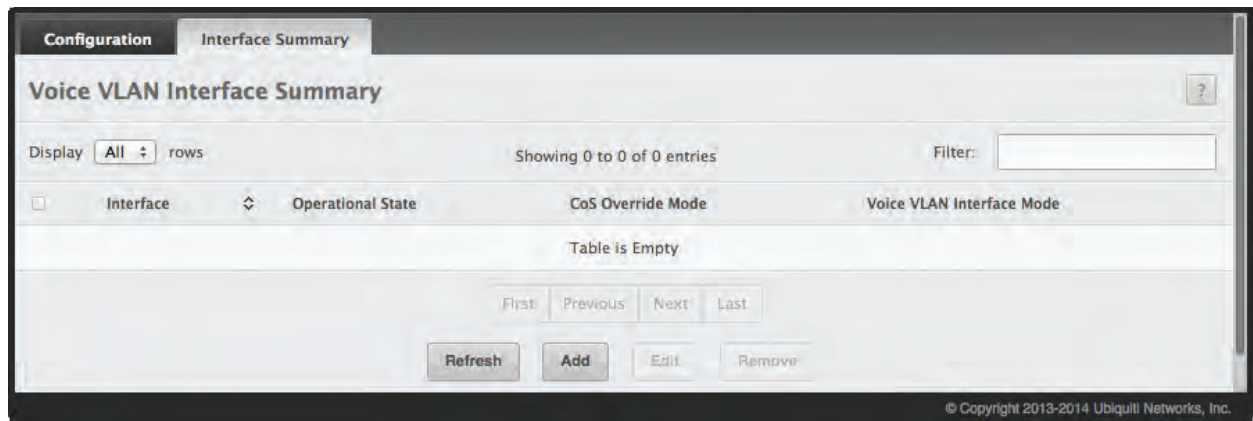 Configuration Interface Summary
Voice VLAN Interface Summary ?
Display All rows Showing 0 to 0 of 0 entries Filter:
Interface Operational State CoS Override Mode Voice VLAN Interface Mode
Table is Empty
First Previous Next Last
Refresh Add Edit Remove
© Copyright 2013-2014 Ubiquiti Networks, Inc.